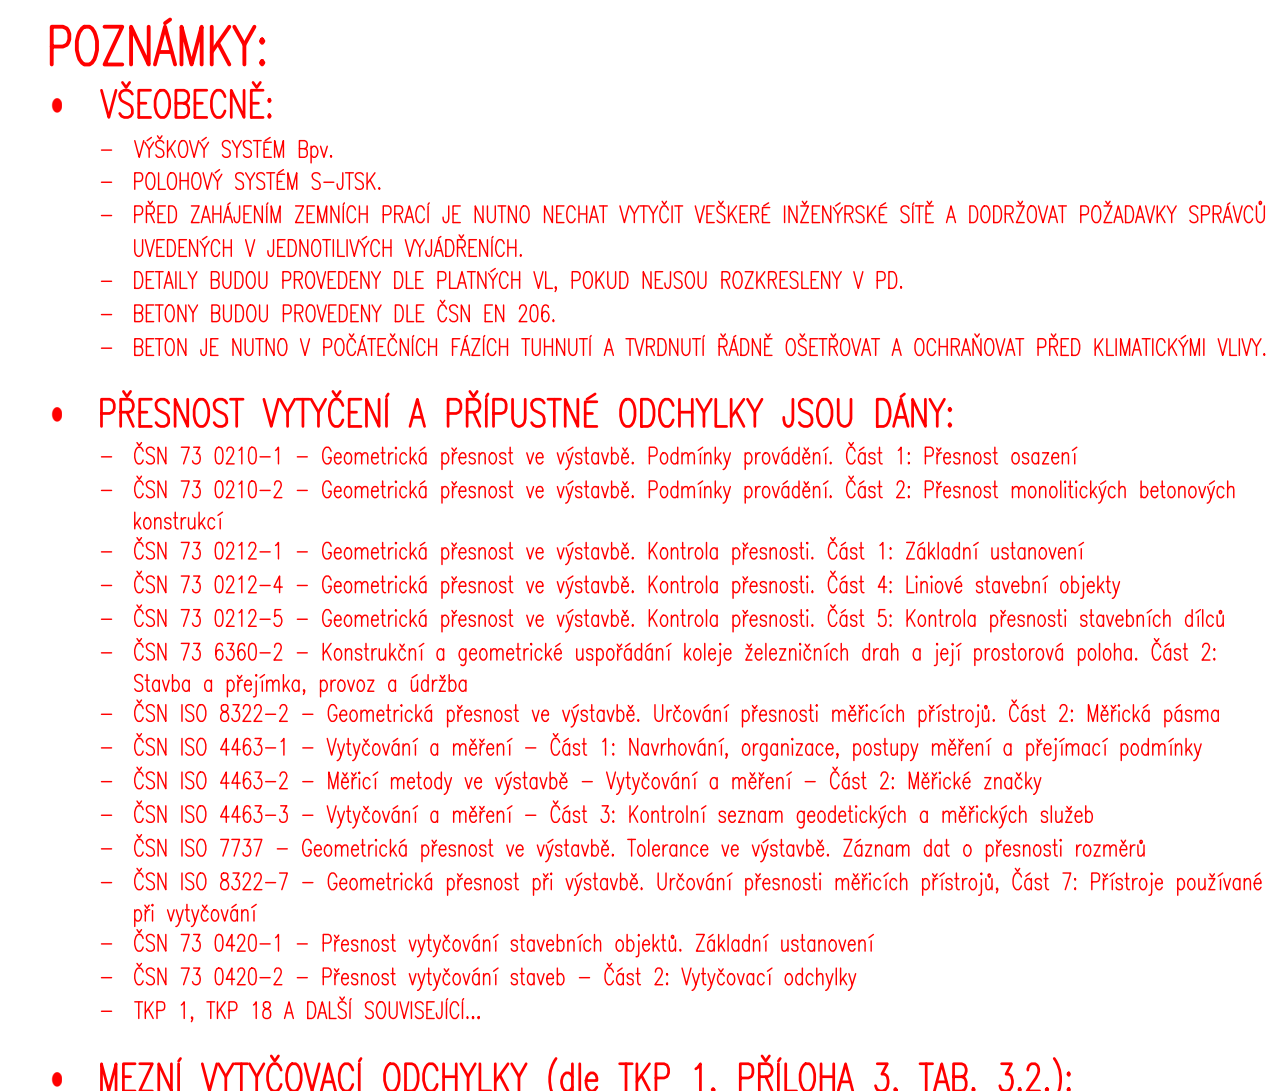 POZNÁMKY:
• VŠEOBECNĚ:
– VÝŠKOVÝ SYSTÉM Bpv.
– POLOHOVÝ SYSTÉM S–JTSK.
– PŘED ZAHÁJENÍM ZEMNÍCH PRACÍ JE NUTNO NECHAT VYTYČIT VEŠKERÉ INŽENÝRSKÉ SÍTĚ A DODRŽOVAT POŽADAVKY SPRÁVCŮ
UVEDENÝCH V JEDNOTILIVÝCH VYJÁDŘENÍCH.
– DETAILY BUDOU PROVEDENY DLE PLATNÝCH VL, POKUD NEJSOU ROZKRESLENY V PD.
– BETONY BUDOU PROVEDENY DLE ČSN EN 206.
– BETON JE NUTNO V POČÁTEČNÍCH FÁZÍCH TUHNUTÍ A TVRDNUTÍ ŘÁDNĚ OŠETŘOVAT A OCHRAŇOVAT PŘED KLIMATICKÝMI VLIVY.
• PŘESNOST VYTYČENÍ A PŘÍPUSTNÉ ODCHYLKY JSOU DÁNY:
– ČSN 73 0210–1 – Geometrická přesnost ve výstavbě. Podmínky provádění. Část 1: Přesnost osazení
– ČSN 73 0210–2 – Geometrická přesnost ve výstavbě. Podmínky provádění. Část 2: Přesnost monolitických betonových
konstrukcí
– ČSN 73 0212–1 – Geometrická přesnost ve výstavbě. Kontrola přesnosti. Část 1: Základní ustanovení
– ČSN 73 0212–4 – Geometrická přesnost ve výstavbě. Kontrola přesnosti. Část 4: Liniové stavební objekty
– ČSN 73 0212–5 – Geometrická přesnost ve výstavbě. Kontrola přesnosti. Část 5: Kontrola přesnosti stavebních dílců
– ČSN 73 6360–2 – Konstrukční a geometrické uspořádání koleje železničních drah a její prostorová poloha. Část 2:
Stavba a přejímka, provoz a údržba
– ČSN ISO 8322–2 – Geometrická přesnost ve výstavbě. Určování přesnosti měřicích přístrojů. Část 2: Měřická pásma
– ČSN ISO 4463–1 – Vytyčování a měření – Část 1: Navrhování, organizace, postupy měření a přejímací podmínky
– ČSN ISO 4463–2 – Měřicí metody ve výstavbě – Vytyčování a měření – Část 2: Měřické značky
– ČSN ISO 4463–3 – Vytyčování a měření – Část 3: Kontrolní seznam geodetických a měřických služeb
– ČSN ISO 7737 – Geometrická přesnost ve výstavbě. Tolerance ve výstavbě. Záznam dat o přesnosti rozměrů
– ČSN ISO 8322–7 – Geometrická přesnost při výstavbě. Určování přesnosti měřicích přístrojů, Část 7: Přístroje používané
při vytyčování
– ČSN 73 0420–1 – Přesnost vytyčování stavebních objektů. Základní ustanovení
– ČSN 73 0420–2 – Přesnost vytyčování staveb – Část 2: Vytyčovací odchylky
– TKP 1, TKP 18 A DALŠÍ SOUVISEJÍCÍ...
• MEZNÍ VYTYČOVACÍ ODCHYLKY (dle TKP 1, PŘÍLOHA 3, TAB. 3.2.):